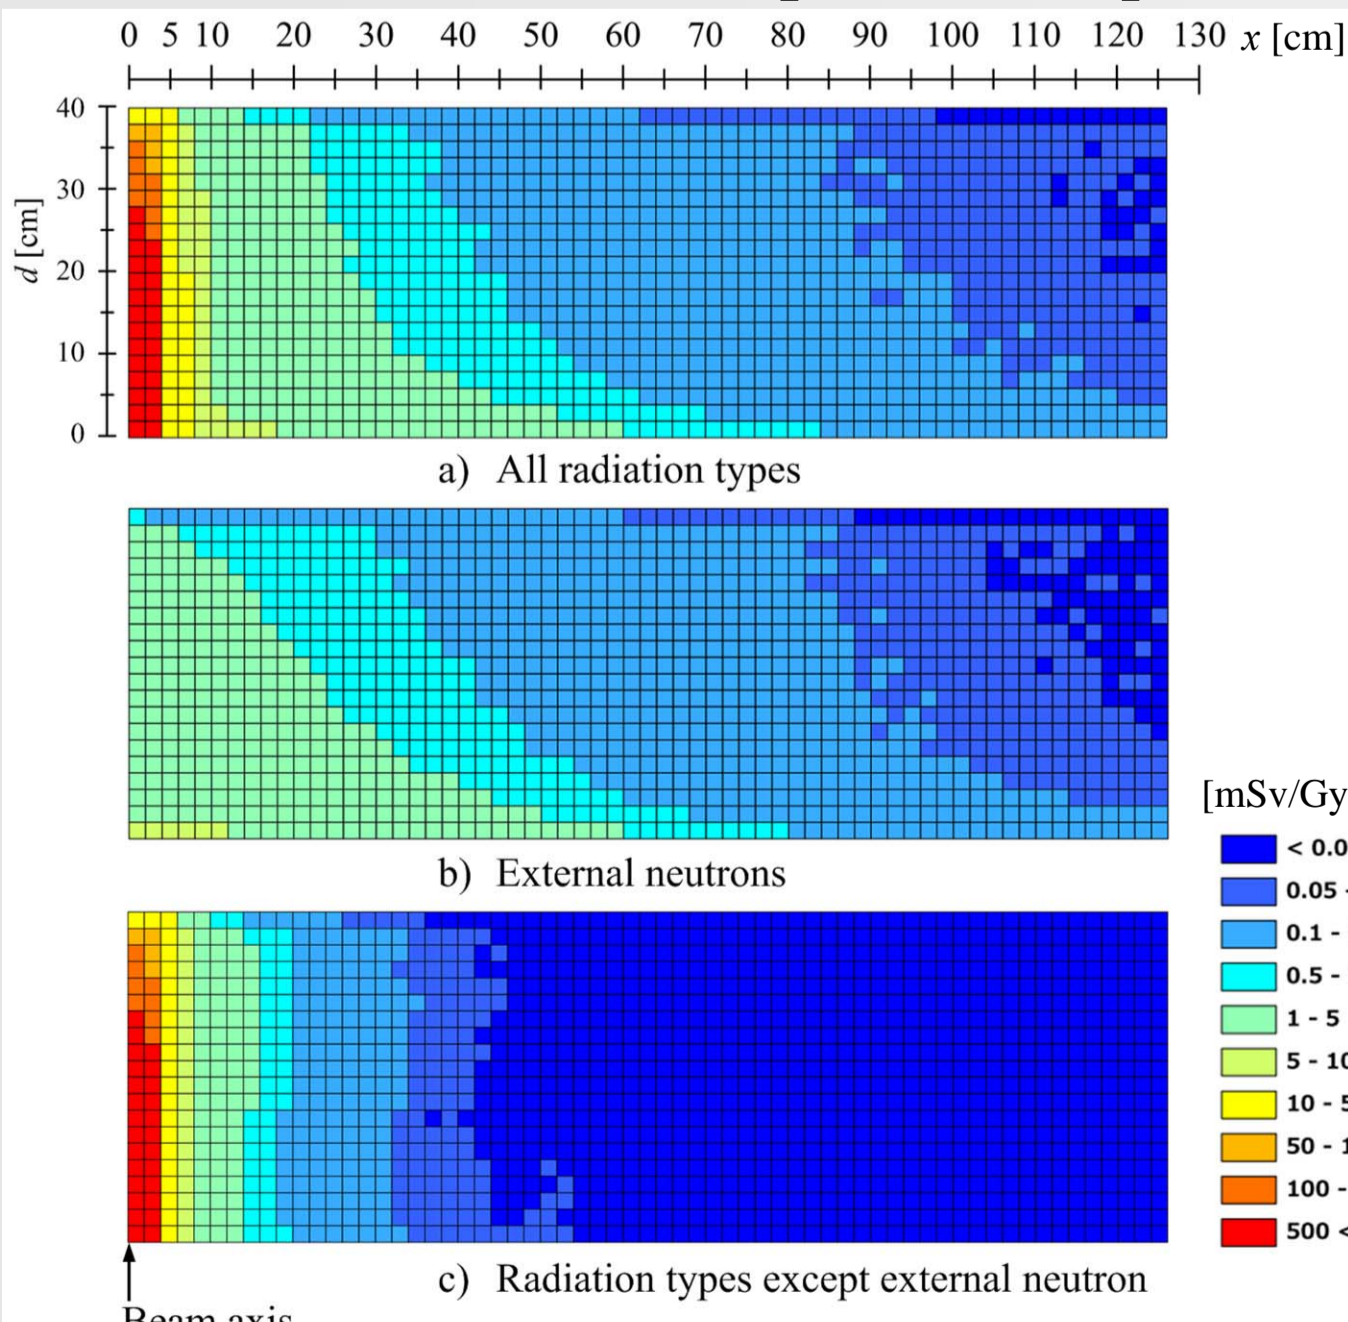 0 5 10 20 30 40 50 60 70 80 90 100 110 120 130 x [cm]
40
30
20
10
0
d [cm]
a) All radiation types
b) External neutrons
[mSv/Gy
< 0.0
0.05 -
0.1 -
0.5 -
1 - 5
5 - 10
10 - 5
50 - 1
100 -
500 <
c) Radiation types except external neutron
Beam axis